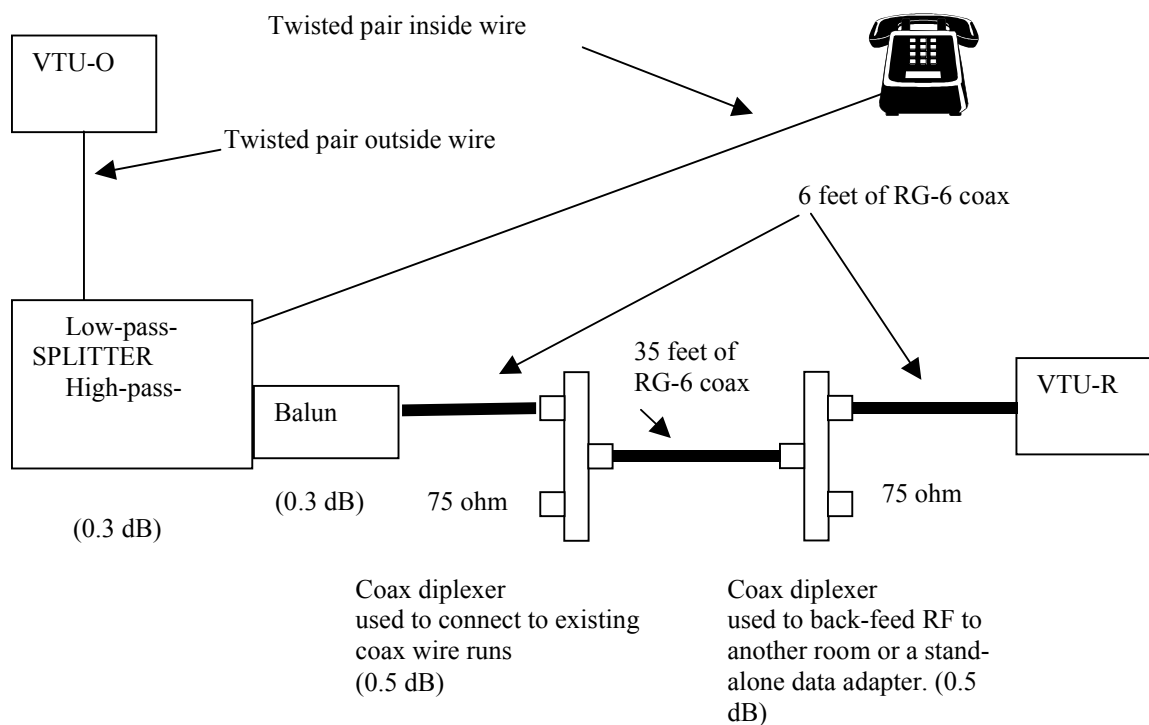 Twisted pair inside wire
VTU-O
Twisted pair outside wire
6 feet of RG-6 coax
Low-pass-
SPLITTER
High-pass-
35 feet of
RG-6 coax
VTU-R
Balun
(0.3 dB)
(0.3 dB)
75 ohm
75 ohm
Coax diplexer
used to connect to existing
coax wire runs
(0.5 dB)
Coax diplexer
used to back-feed RF to
another room or a stand-
alone data adapter. (0.5
dB)